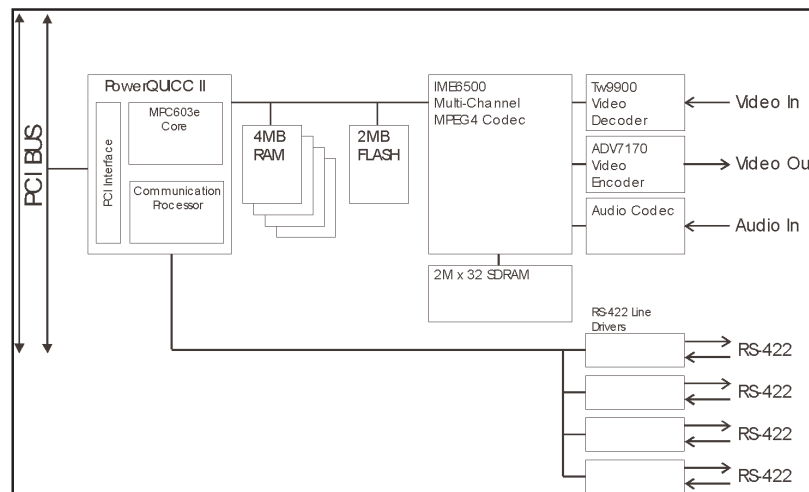 PCI BUS
PowerQUICC II
PCI Interface
MPC603e
Core
Communication
Processor
4MB
RAM
2MB
FLASH
IME6500
Multi-Channel
MPEG4 Codec
2M x 32 SDRAM
Tw9900
Video
Decoder
ADV7170
Video
Encoder
Audio Codec
Video In
Video Ou
Audio In
RS-422 Line
Drivers
RS-422
RS-422
RS-422
RS-422